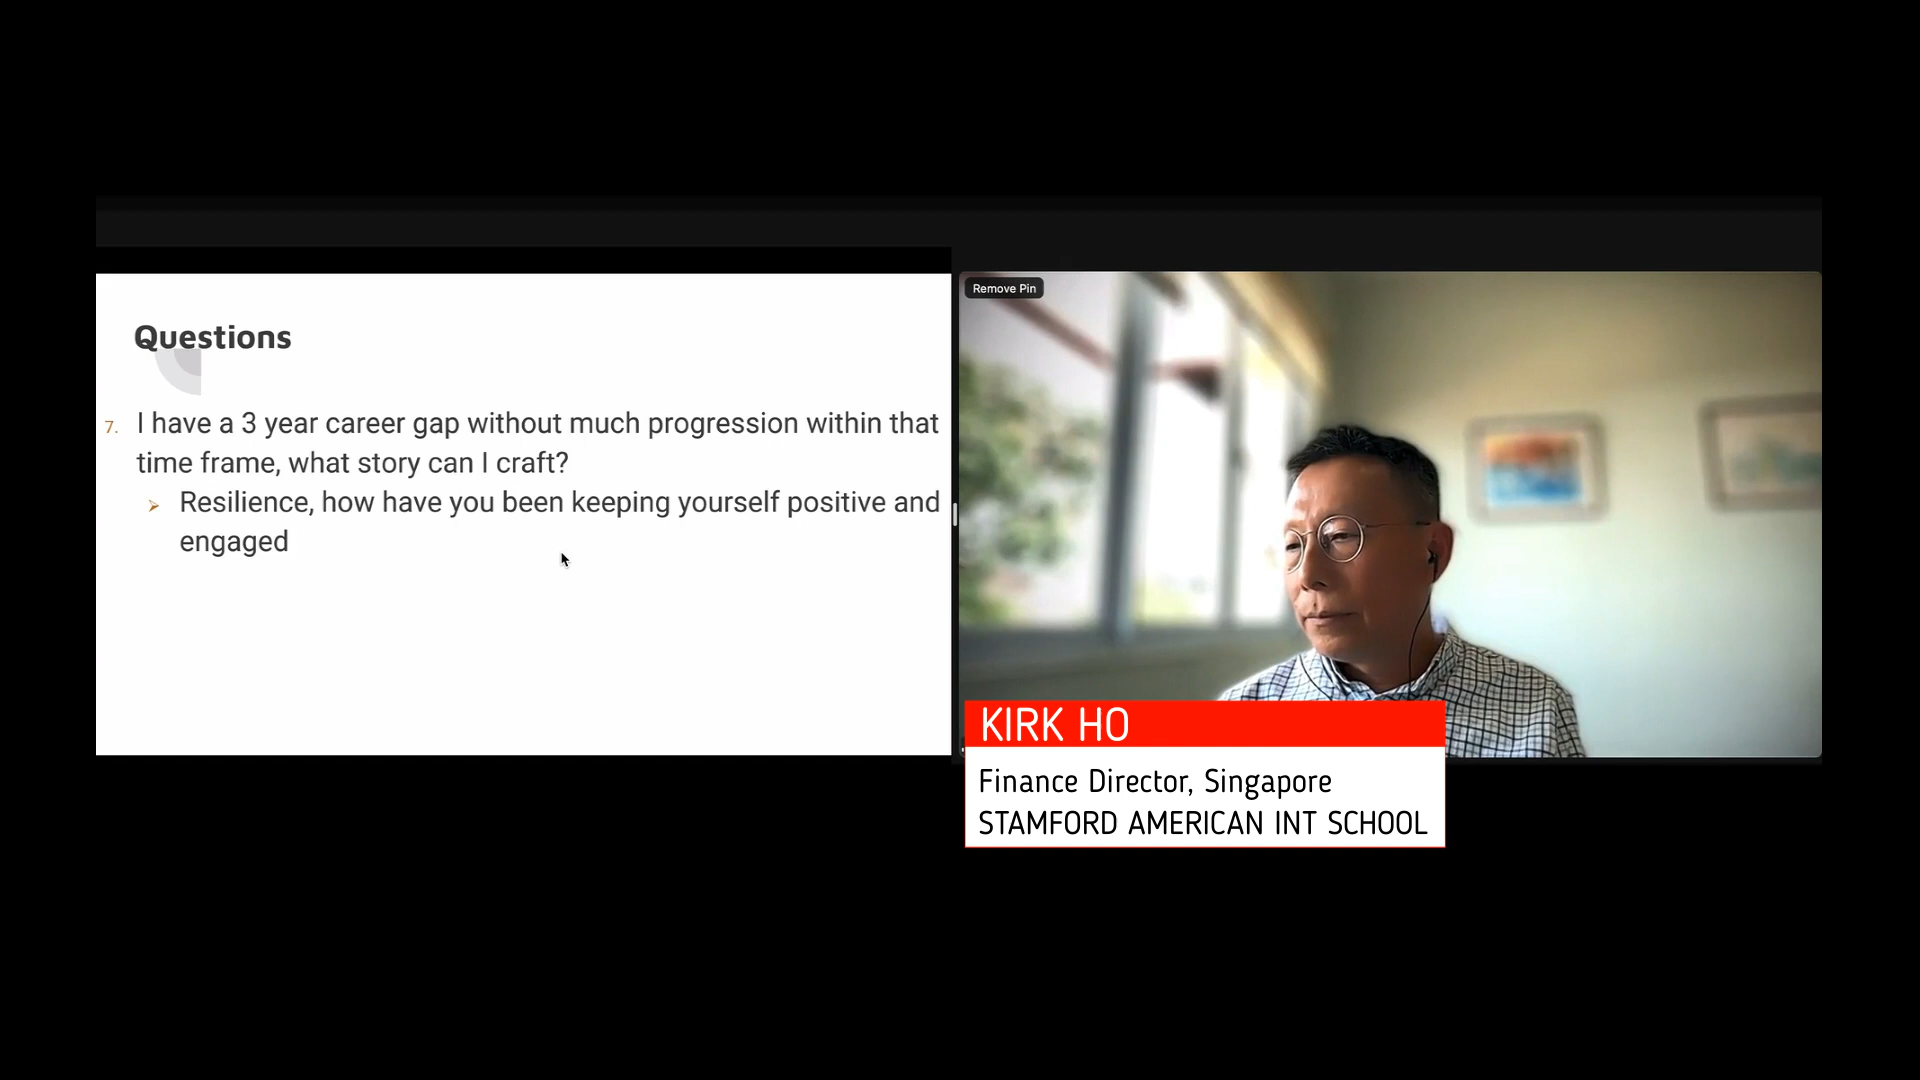 Questions
7. I have a 3 year career gap without much progression within that
time frame, what story can I craft?
➢ Resilience, how have you been keeping yourself positive and
engaged
Remove Pin
KIRK HO
Finance Director, Singapore
STAMFORD AMERICAN INT SCHOOL